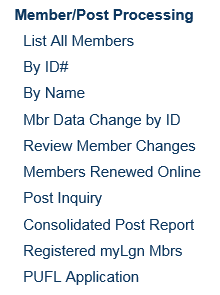 Member/Post Processing
List All Members
By ID#
By Name
Mbr Data Change by ID
Review Member Changes
Members Renewed Online
Post Inquiry
Consolidated Post Report
Registered myLgn Mbrs
PUFL Application